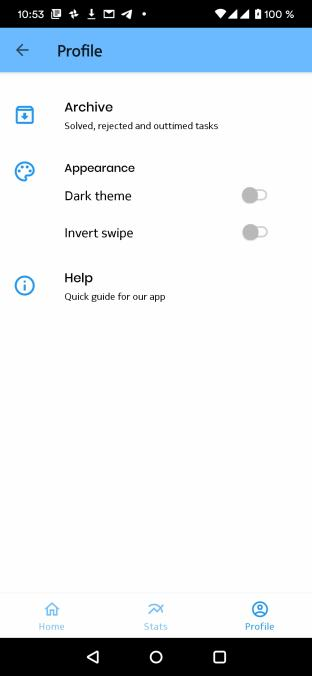 10:53
100 %
Profile
Archive
Solved, rejected and outtimed tasks
Appearance
Dark theme
Invert swipe
Help
Quick guide for our app
Home
Stats
Profile